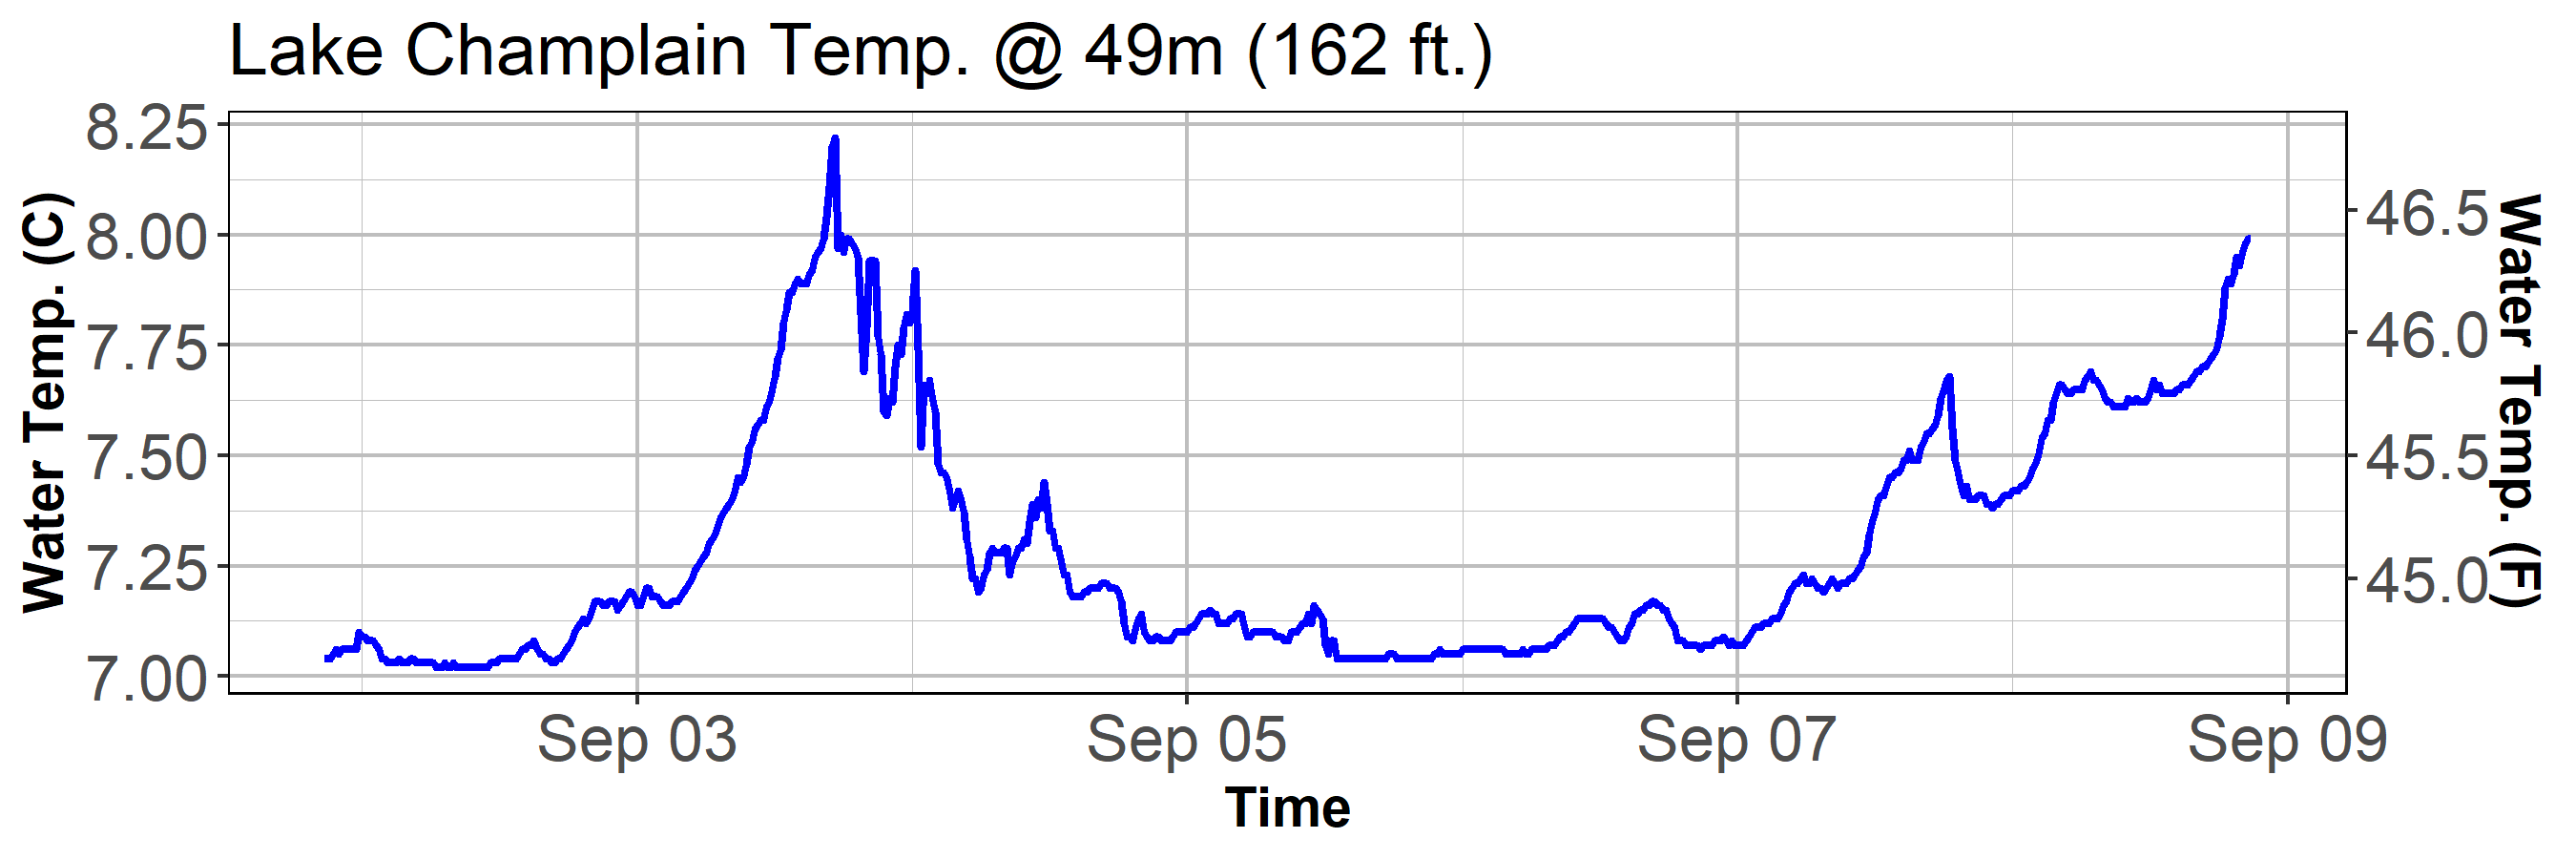 Lake Champlain Temp. @ 49m (162 ft.)
Water Temp. (C)
8.25
8.00
7.75
7.50
7.25
7.00
46.5
46.0
45.5
45.0
Water Temp. (F)
Sep 03 Sep 05 Sep 07 Sep 09
Time